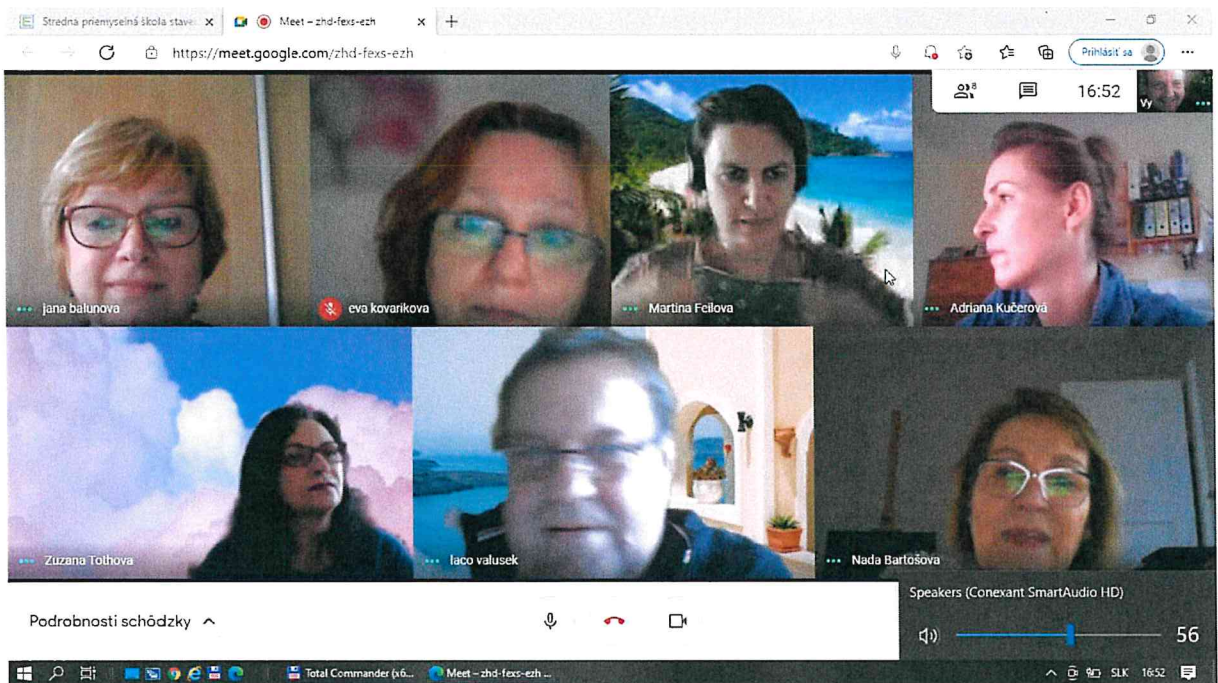 Stredná priemyselná škola stave
Meet – zhd-fexs-ezh
https://meet.google.com/zhd-fexs-ezh
Prihlásiť sa
8
16:52
Vy
jana balunova
eva kovarikova
Martina Feilova
Adriana Kučerová
Zuzana Tothova
laco valusek
Nada Bartošova
Speakers (Conexant SmartAudio HD)
56
Podrobnosti schôdzky
Total Commander (x6...
Meet – zhd-fexs-ezh ...
SLK
16:52